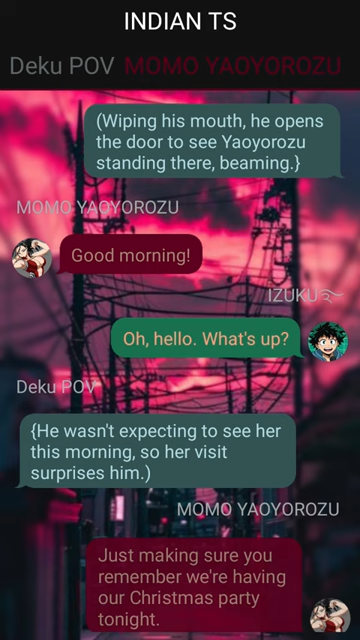 INDIAN TS
Deku POV MOMO YAOYOROZU
(Wiping his mouth, he opens
the door to see Yaoyorozu
standing there, beaming.}
MOMO YAOYOROZU
Good morning!
IZUKU
Oh, hello. What's up?
Deku POV
{He wasn't expecting to see her
this morning, so her visit
surprises him.)
MOMO YAOYOROZU
Just making sure you
remember we're having
our Christmas party
tonight.